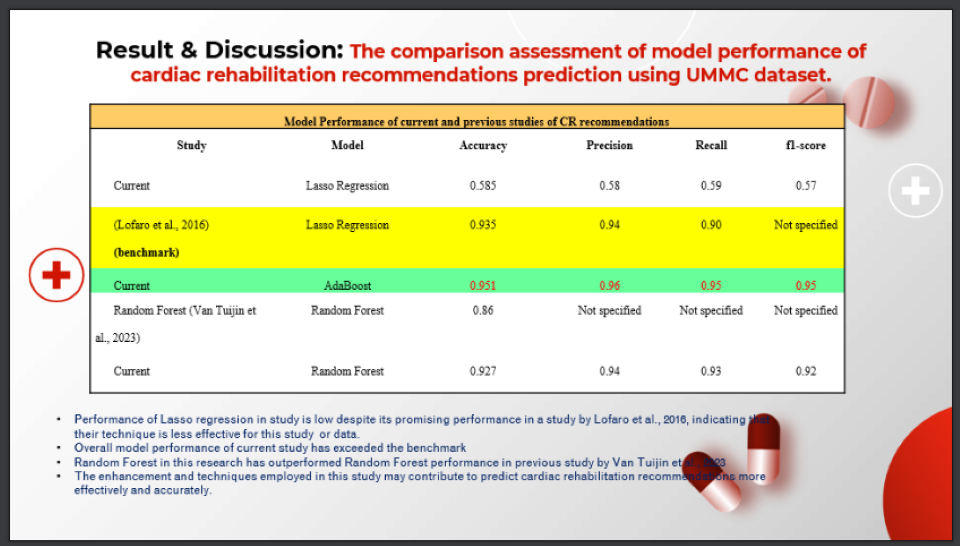 Result & Discussion: The comparison assessment of model performance of
cardiac rehabilitation recommendations prediction using UMMC dataset.
Model Performance of current and previous studies of CR recommendations
Study Model Accuracy Precision Recall f1-score
Current Lasso Regression 0.585 0.58 0.59 0.57
(Lofaro et al., 2016) Lasso Regression 0.935 0.94 0.90 Not specified
(benchmark)
Current AdaBoost 0.951 0.96 0.95 0.95
Random Forest (Van Tuijin et Random Forest 0.86 Not specified Not specified Not specified
al., 2023)
Current Random Forest 0.927 0.94 0.93 0.92
• Performance of Lasso regression in study is low despite its promising performance in a study by Lofaro et al., 2016, indicating that
their technique is less effective for this study or data.
• Overall model performance of current study has exceeded the benchmark
• Random Forest in this research has outperformed Random Forest performance in previous study by Van Tuijin et al., 2023
• The enhancement and techniques employed in this study may contribute to predict cardiac rehabilitation recommendations more
effectively and accurately.